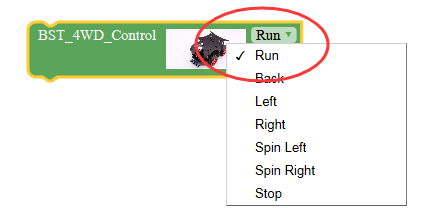 BST_4WD_Control Run
✓ Run
Back
Left
Right
Spin Left
Spin Right
Stop